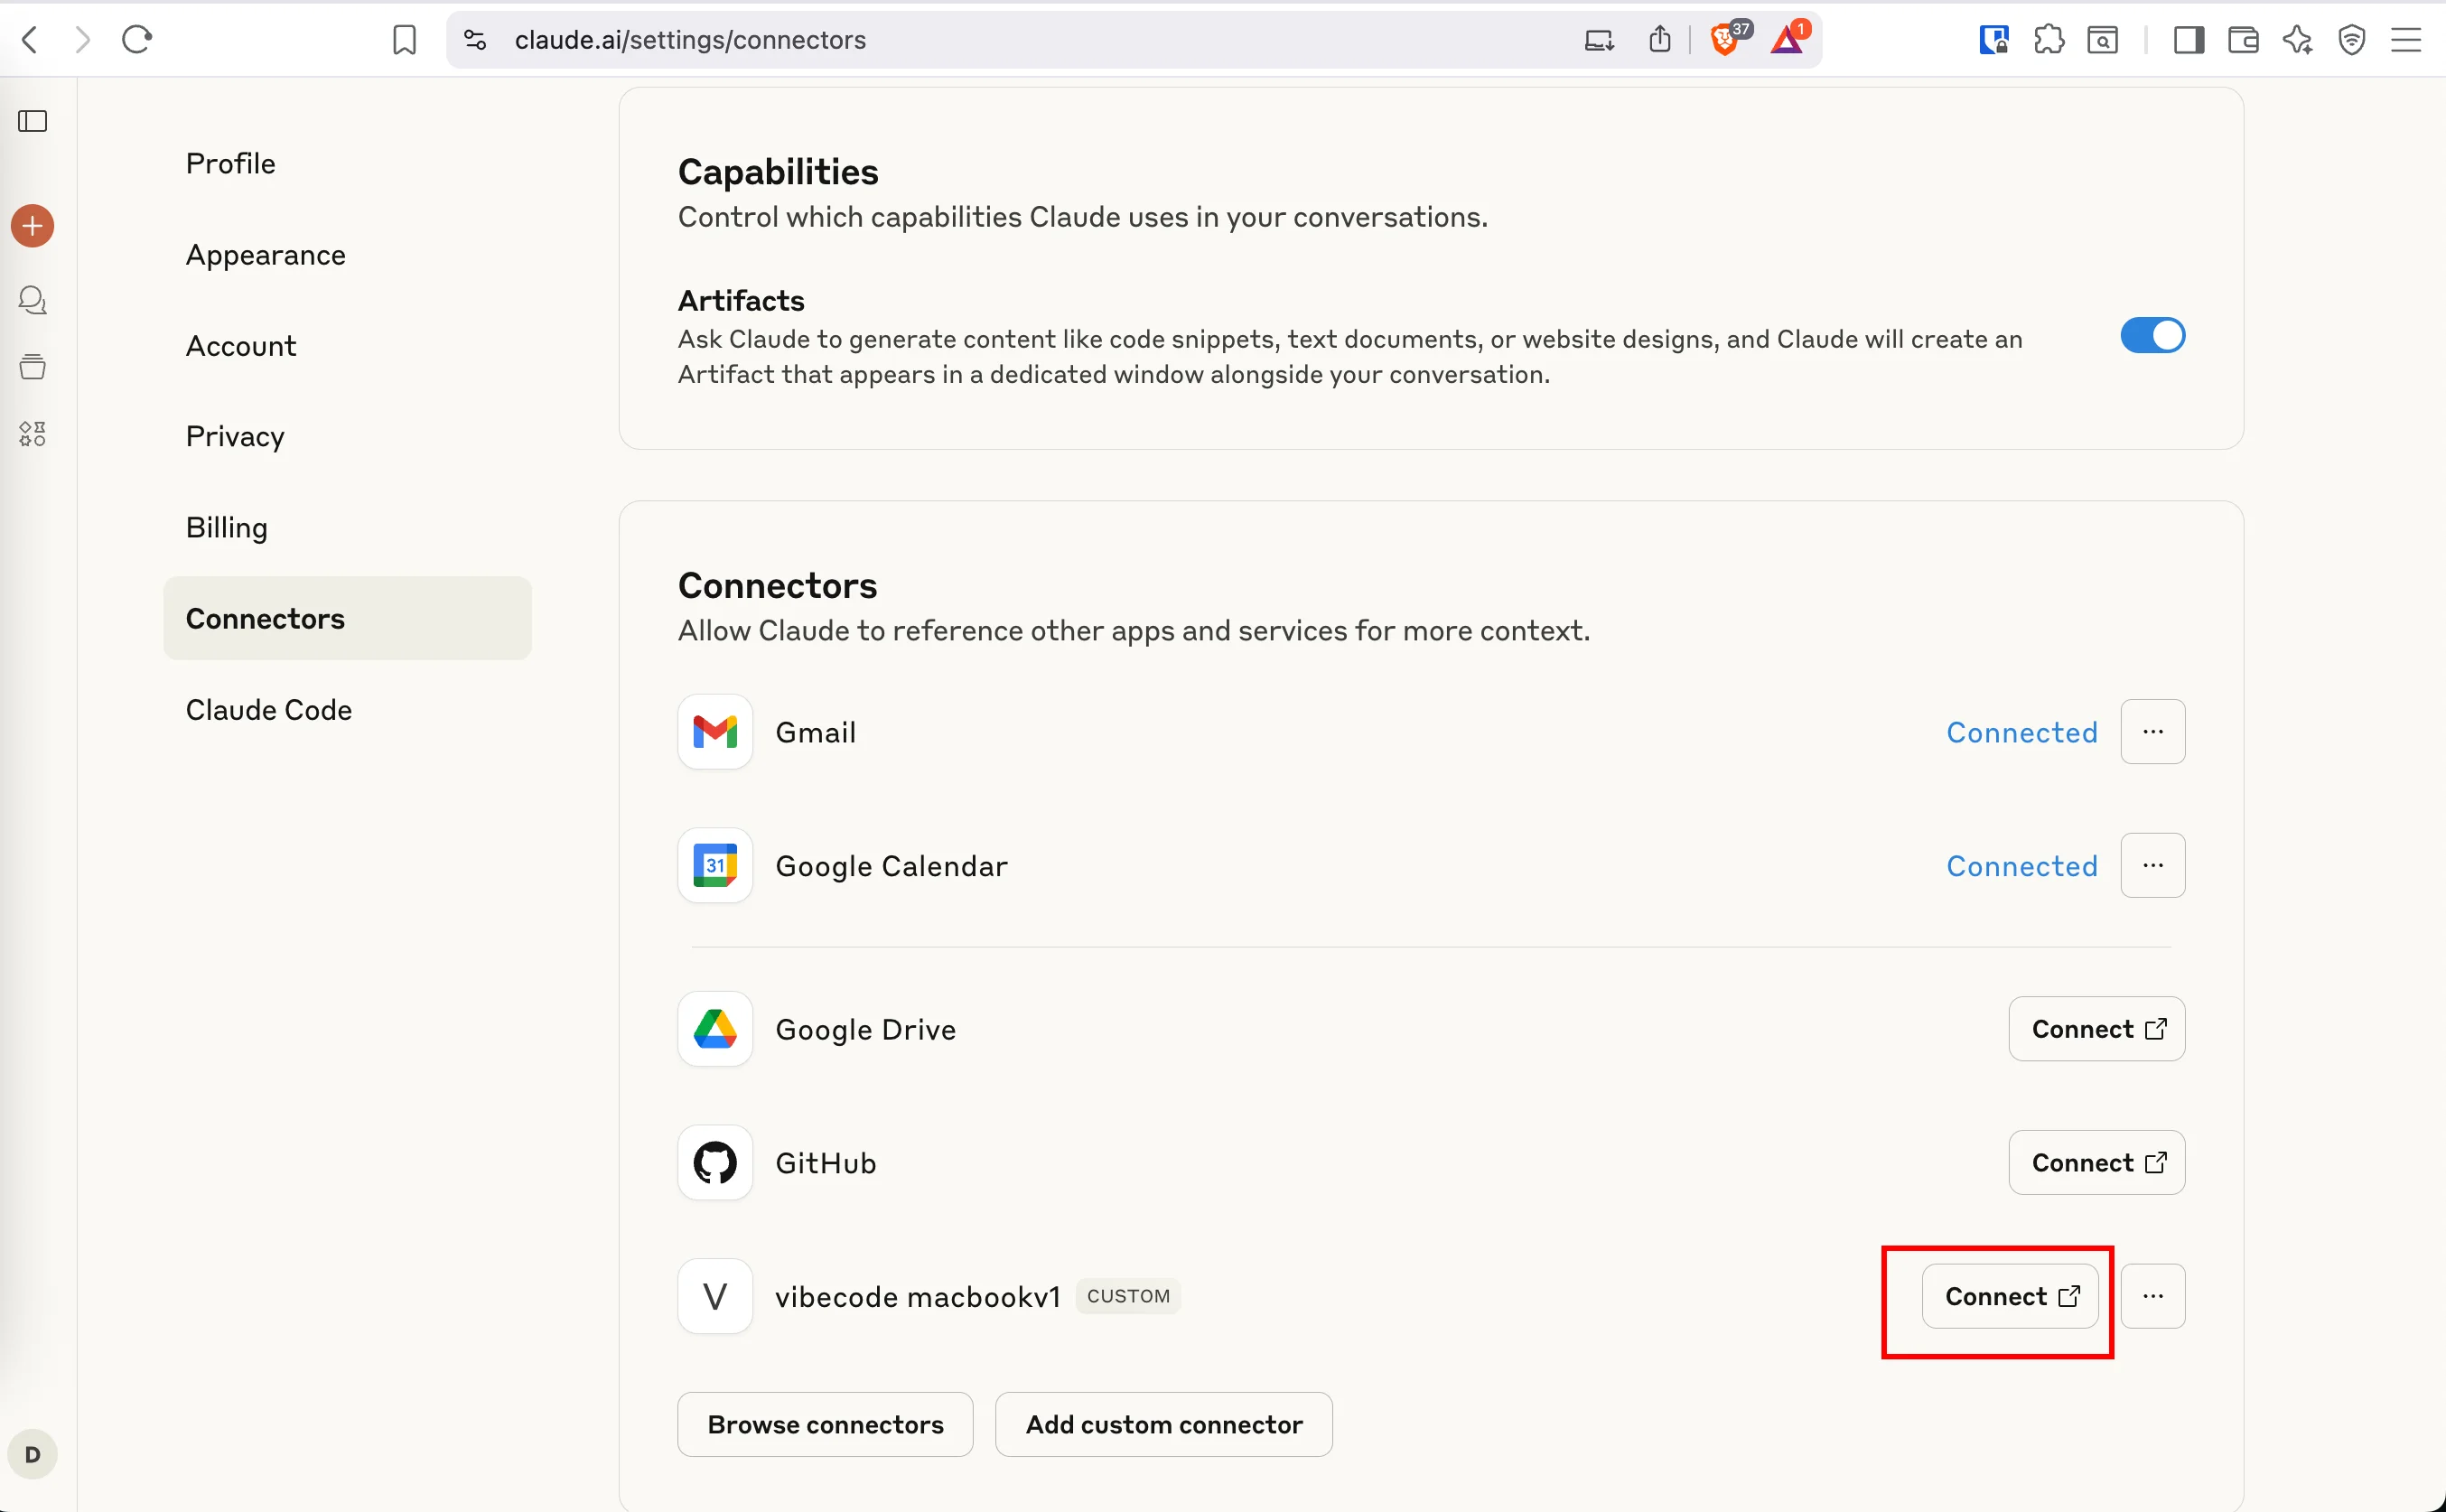 claude.ai/settings/connectors
37
1
Profile
Appearance
Account
Privacy
Billing
Connectors
Claude Code
Capabilities
Control which capabilities Claude uses in your conversations.
Artifacts
Ask Claude to generate content like code snippets, text documents, or website designs, and Claude will create an
Artifact that appears in a dedicated window alongside your conversation.
Connectors
Allow Claude to reference other apps and services for more context.
Gmail
Connected
31
Google Calendar
Connected
Google Drive
Connect
GitHub
Connect
V
vibecode macbookv1
CUSTOM
Connect
Browse connectors
Add custom connector
D